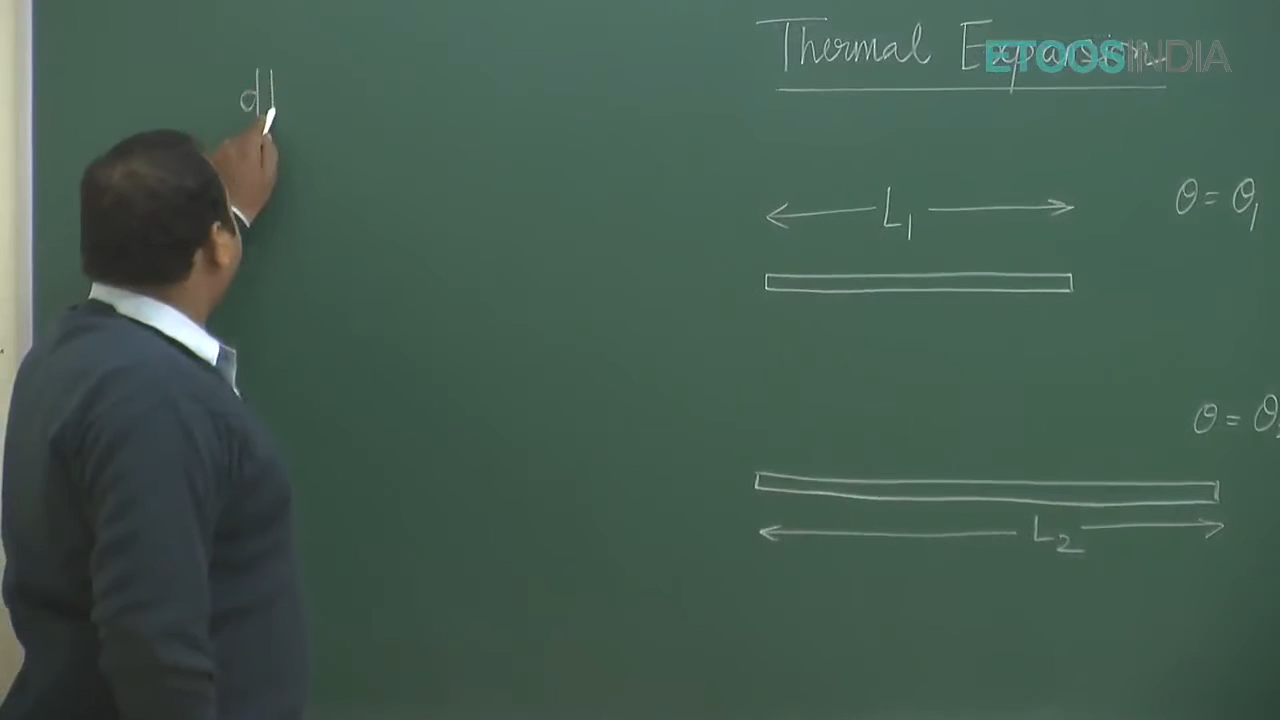 Thermal Expansion
ETOOSINDIA
dl
L₁
θ = θ₁
θ = θ₂
L₂